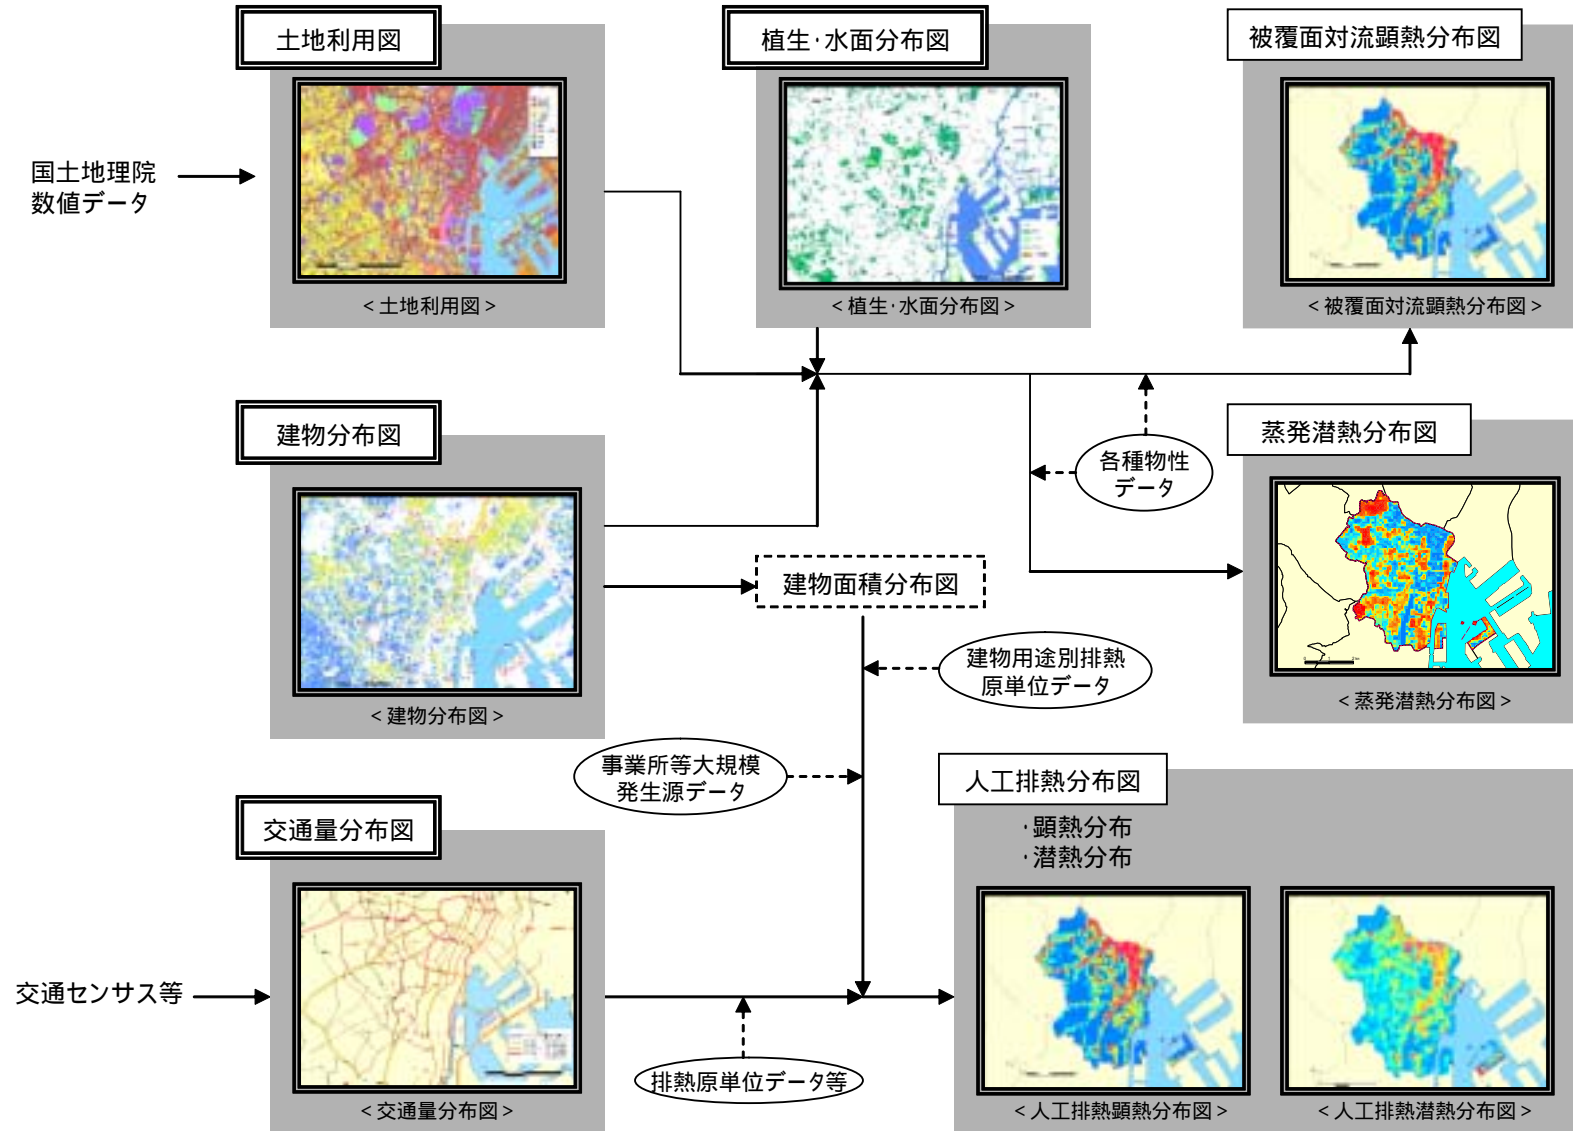 土地利用図
植生・水面分布図
被覆面対流顕熱分布図
国土地理院
数値データ
<土地利用図>
<植生・水面分布図>
<被覆面対流顕熱分布図>
建物分布図
各種物性
データ
蒸発潜熱分布図
<建物分布図>
建物面積分布図
建物用途別排熱
原単位データ
<蒸発潜熱分布図>
事業所等大規模
発生源データ
人工排熱分布図
・顕熱分布
・潜熱分布
交通量分布図
交通センサス等
排熱原単位データ等
<交通量分布図>
<人工排熱顕熱分布図>
<人工排熱潜熱分布図>